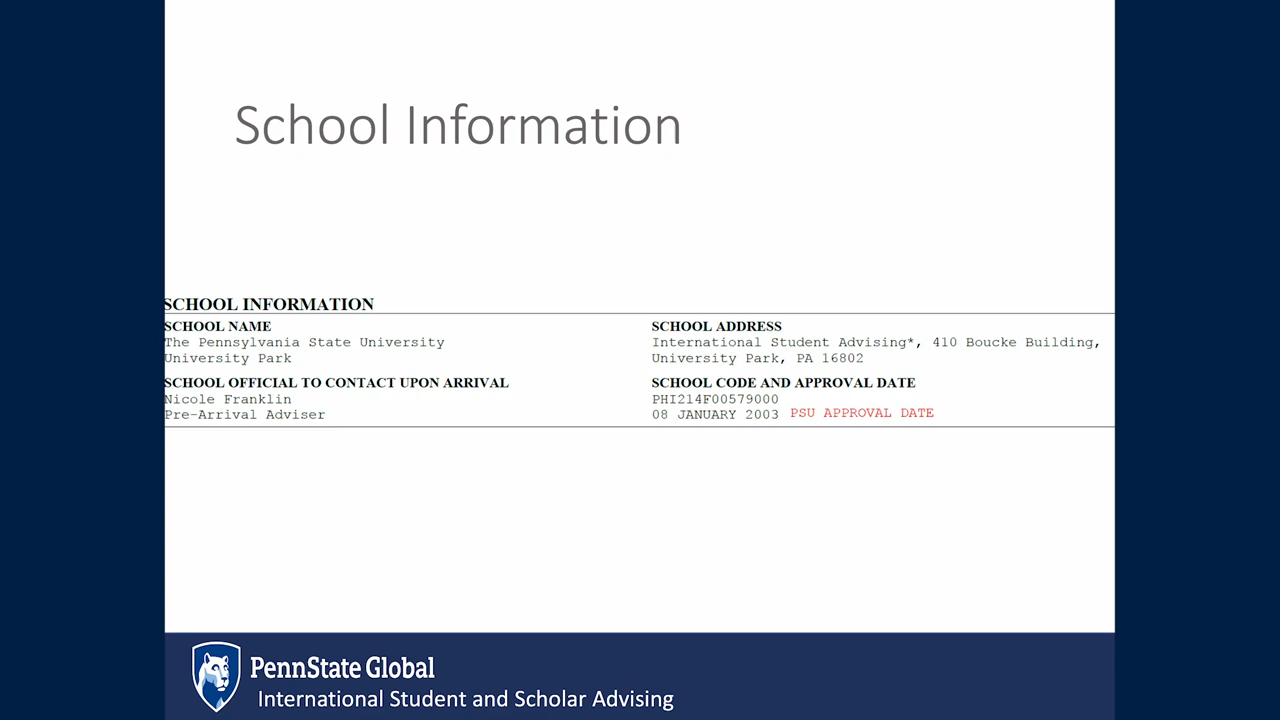 School Information
SCHOOL INFORMATION
SCHOOL NAME
The Pennsylvania State University
University Park
SCHOOL ADDRESS
International Student Advising*, 410 Boucke Building,
University Park, PA 16802
SCHOOL OFFICIAL TO CONTACT UPON ARRIVAL
Nicole Franklin
Pre-Arrival Adviser
SCHOOL CODE AND APPROVAL DATE
PHI214F00579000
08 JANUARY 2003 PSU APPROVAL DATE
PennState Global
International Student and Scholar Advising